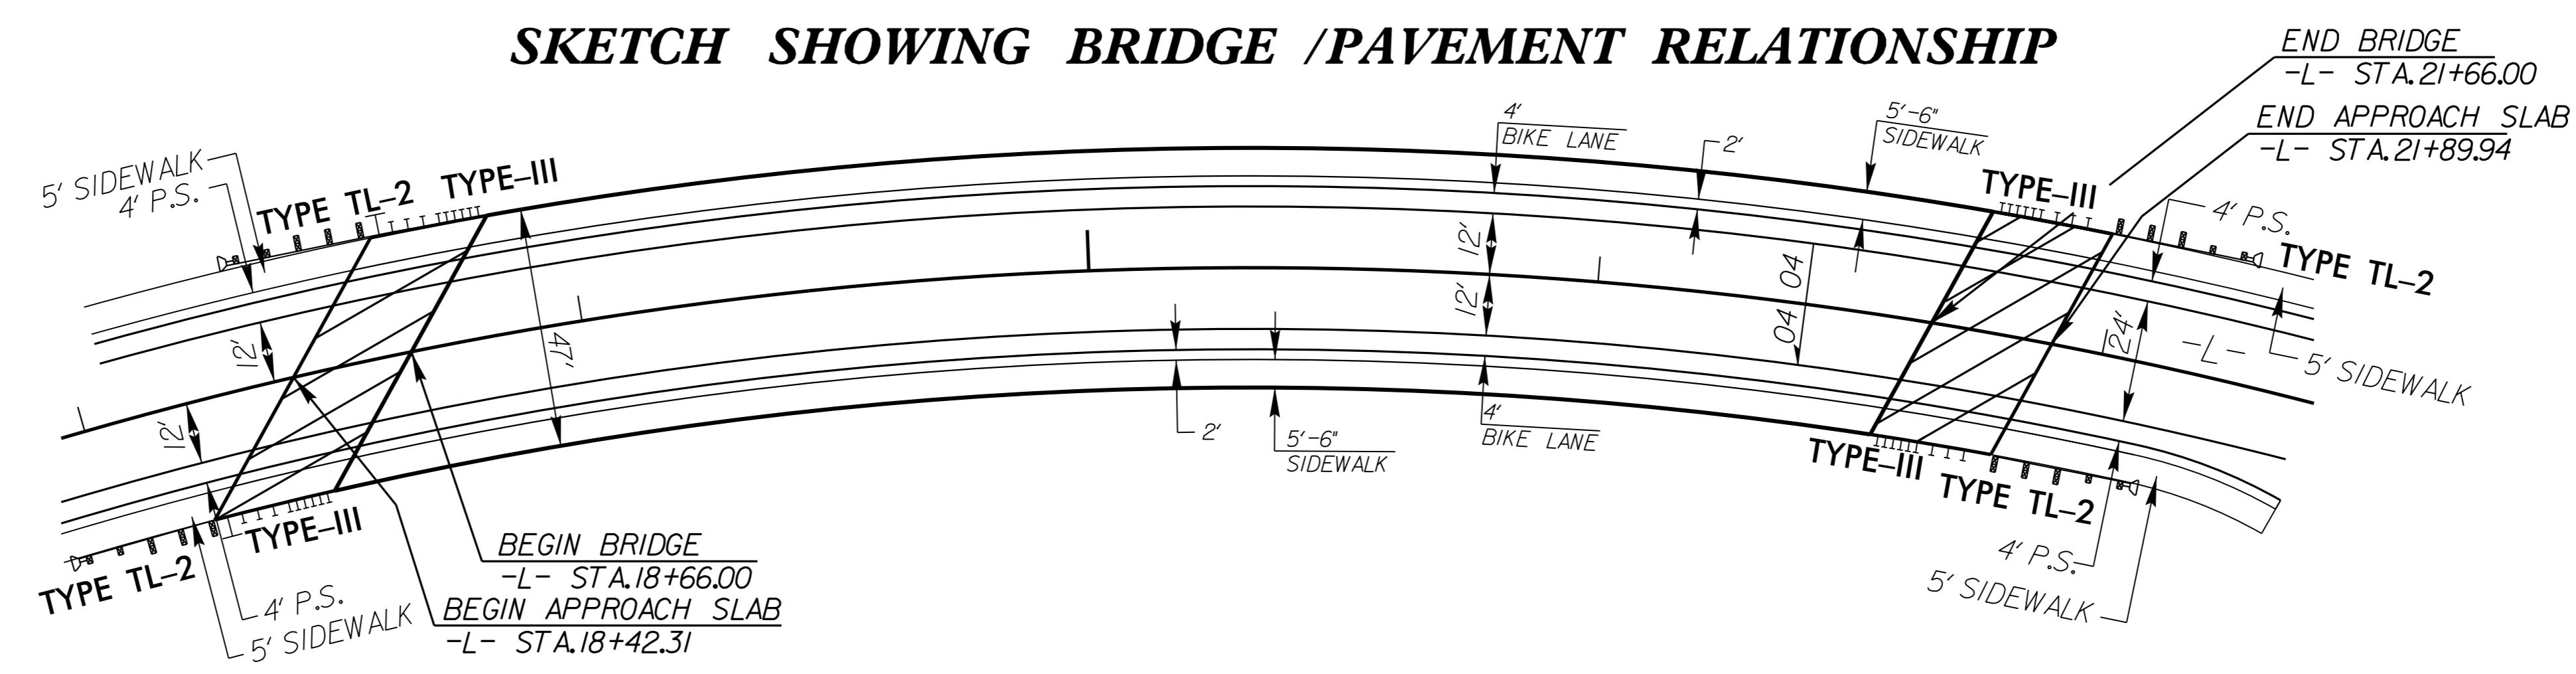 SKETCH SHOWING BRIDGE /PAVEMENT RELATIONSHIP
END BRIDGE
-L- STA.21+66.00
END APPROACH SLAB
-L- STA.21+89.94
5' SIDEWALK
4' P.S.
TYPE TL-2
TYPE-III
4'
BIKE LANE
2'
5'-6"
SIDEWALK
TYPE-III
4' P.S.
TYPE TL-2
12'
12'
47'
12'
12'
04
04
24'
-L-
5' SIDEWALK
2'
5'-6"
SIDEWALK
4'
BIKE LANE
TYPE-III
TYPE TL-2
4' P.S.
5' SIDEWALK
TYPE-III
TYPE TL-2
4' P.S.
5' SIDEWALK
BEGIN BRIDGE
-L- STA.18+66.00
BEGIN APPROACH SLAB
-L- STA.18+42.31